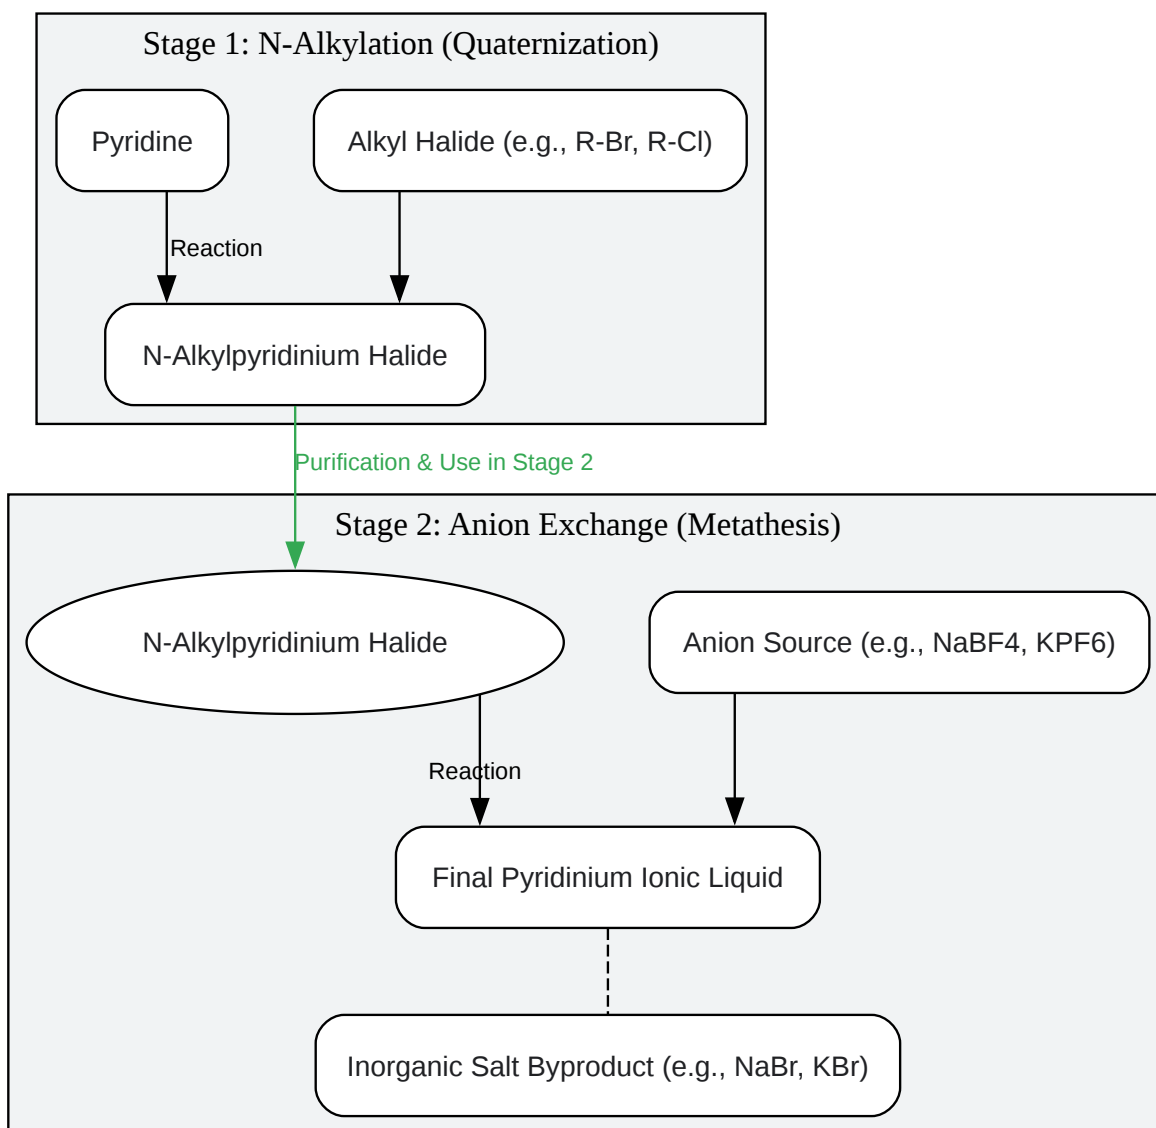 Stage 1: N-Alkylation (Quaternization)
Pyridine
Alkyl Halide (e.g., R-Br, R-Cl)
Reaction
N-Alkylpyridinium Halide
Purification & Use in Stage 2
Stage 2: Anion Exchange (Metathesis)
N-Alkylpyridinium Halide
Anion Source (e.g., NaBF4, KPF6)
Reaction
Final Pyridinium Ionic Liquid
Inorganic Salt Byproduct (e.g., NaBr, KBr)